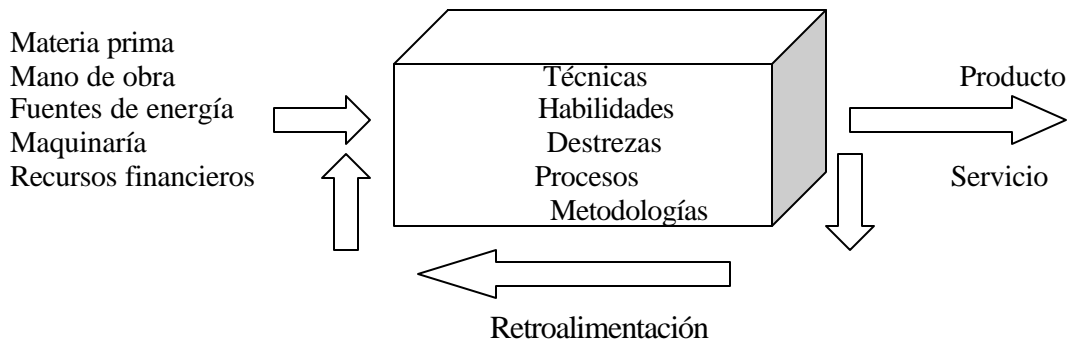 Materia prima
Mano de obra
Fuentes de energía
Maquinaría
Recursos financieros
Técnicas
Habilidades
Destrezas
Procesos
Metodologías
Producto
Servicio
Retroalimentación